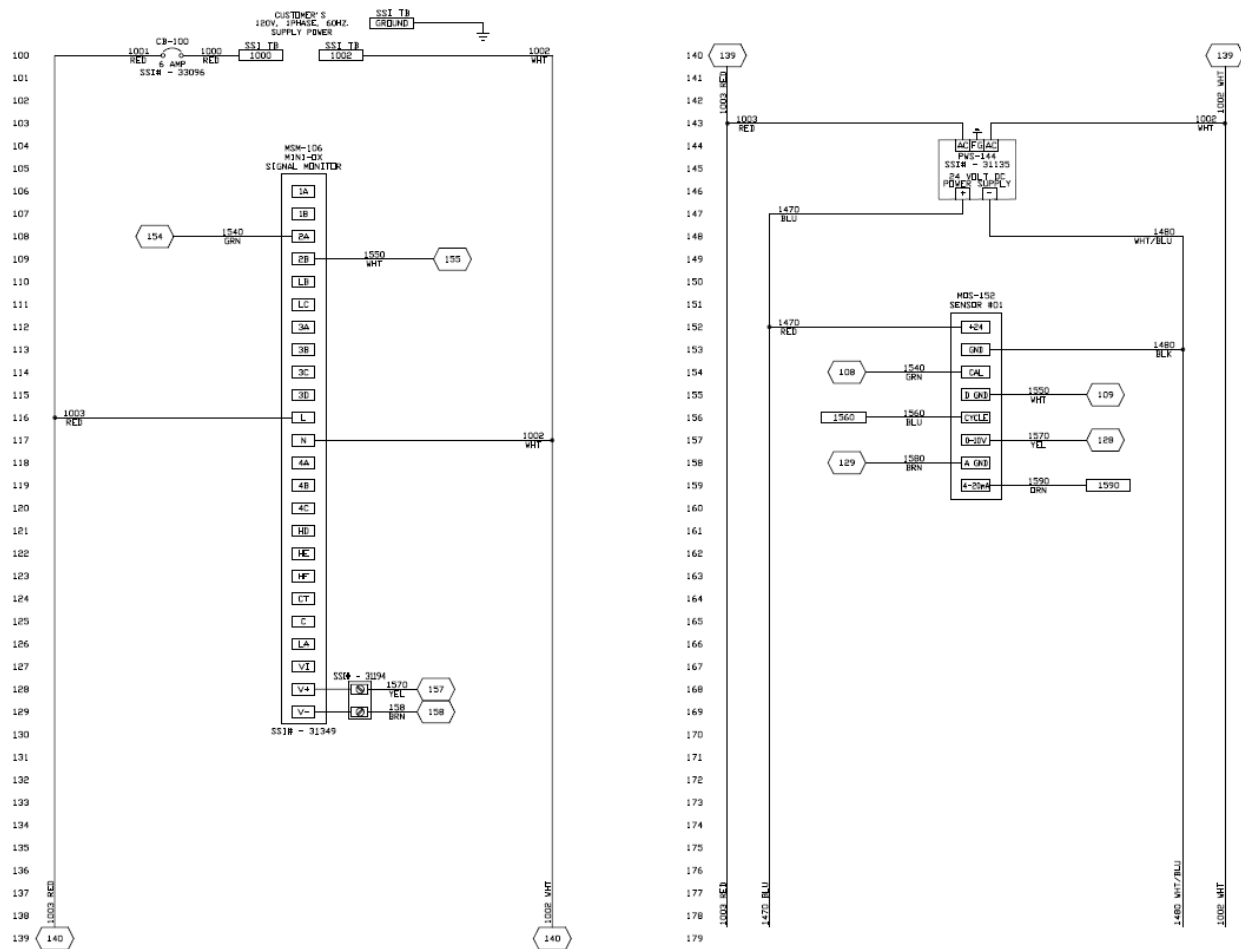 CUSTOMER'S
120V, 1PHASE, 60HZ.
SUPPLY POWER
SSI TB
GROUND
CB-100
1001
RED
1000
RED
6 AMP
SSI# - 33096
SSI TB
1000
SSI TB
1002
1002
WHT
100
101
102
103
104
105
106
107
108
109
110
111
112
113
114
115
116
117
118
119
120
121
122
123
124
125
126
127
128
129
130
131
132
133
134
135
136
137
138
139
MSM-106
MINI-OX
SIGNAL MONITOR
1A
1B
154
1540
GRN
2A
2B
1550
WHT
155
LB
LC
3A
3B
3C
3D
1003
RED
L
N
1002
WHT
4A
4B
4C
HD
HE
HF
CT
C
LA
VI
SSI# - 31194
V+
1570
YEL
157
V-
158
BRN
158
SSI# - 31349
1003 RED
1002 WHT
140
140
140
141
142
143
144
145
146
147
148
149
150
151
152
153
154
155
156
157
158
159
160
161
162
163
164
165
166
167
168
169
170
171
172
173
174
175
176
177
178
179
139
139
1003 RED
1002 WHT
1003
RED
1002
WHT
AC FG AC
PWS-144
SSI# - 31135
24 VOLT DC
POWER SUPPLY
+ -
1470
BLU
1480
WHT/BLU
MOS-152
SENSOR #01
1470
RED
+24
GND
1480
BLK
108
1540
GRN
CAL
D GND
1550
WHT
109
1560
1560
BLU
CYCLE
0-10V
1570
YEL
128
129
1580
BRN
A GND
4-20mA
1590
ORN
1590
1003 RED
1470 BLU
1480 WHT/BLU
1002 WHT